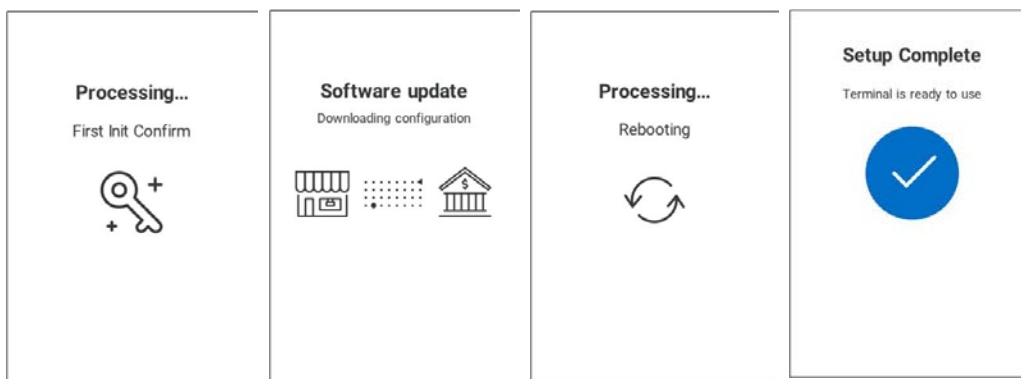 Processing...
First Init Confirm
Software update
Downloading configuration
$
Processing...
Rebooting
Setup Complete
Terminal is ready to use